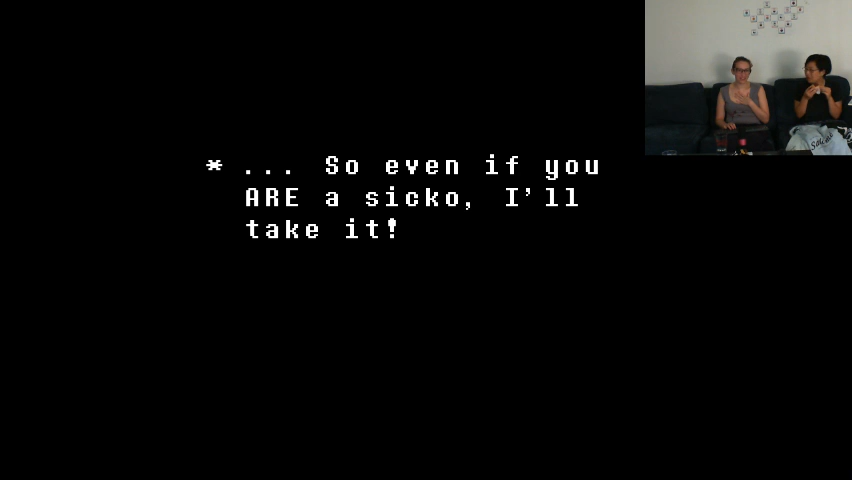 * ... So even if you
ARE a sicko, I'll
take it!